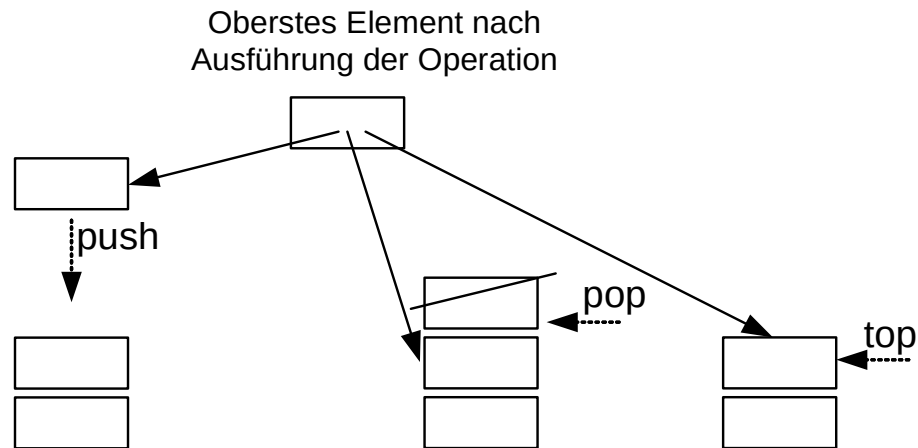 Oberstes Element nach
Ausführung der Operation
push
pop
top